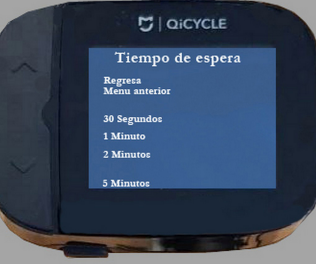 QiCYCLE
Tiempo de espera
Regresa
Menu anterior
30 Segundos
1 Minuto
2 Minutos
5 Minutos